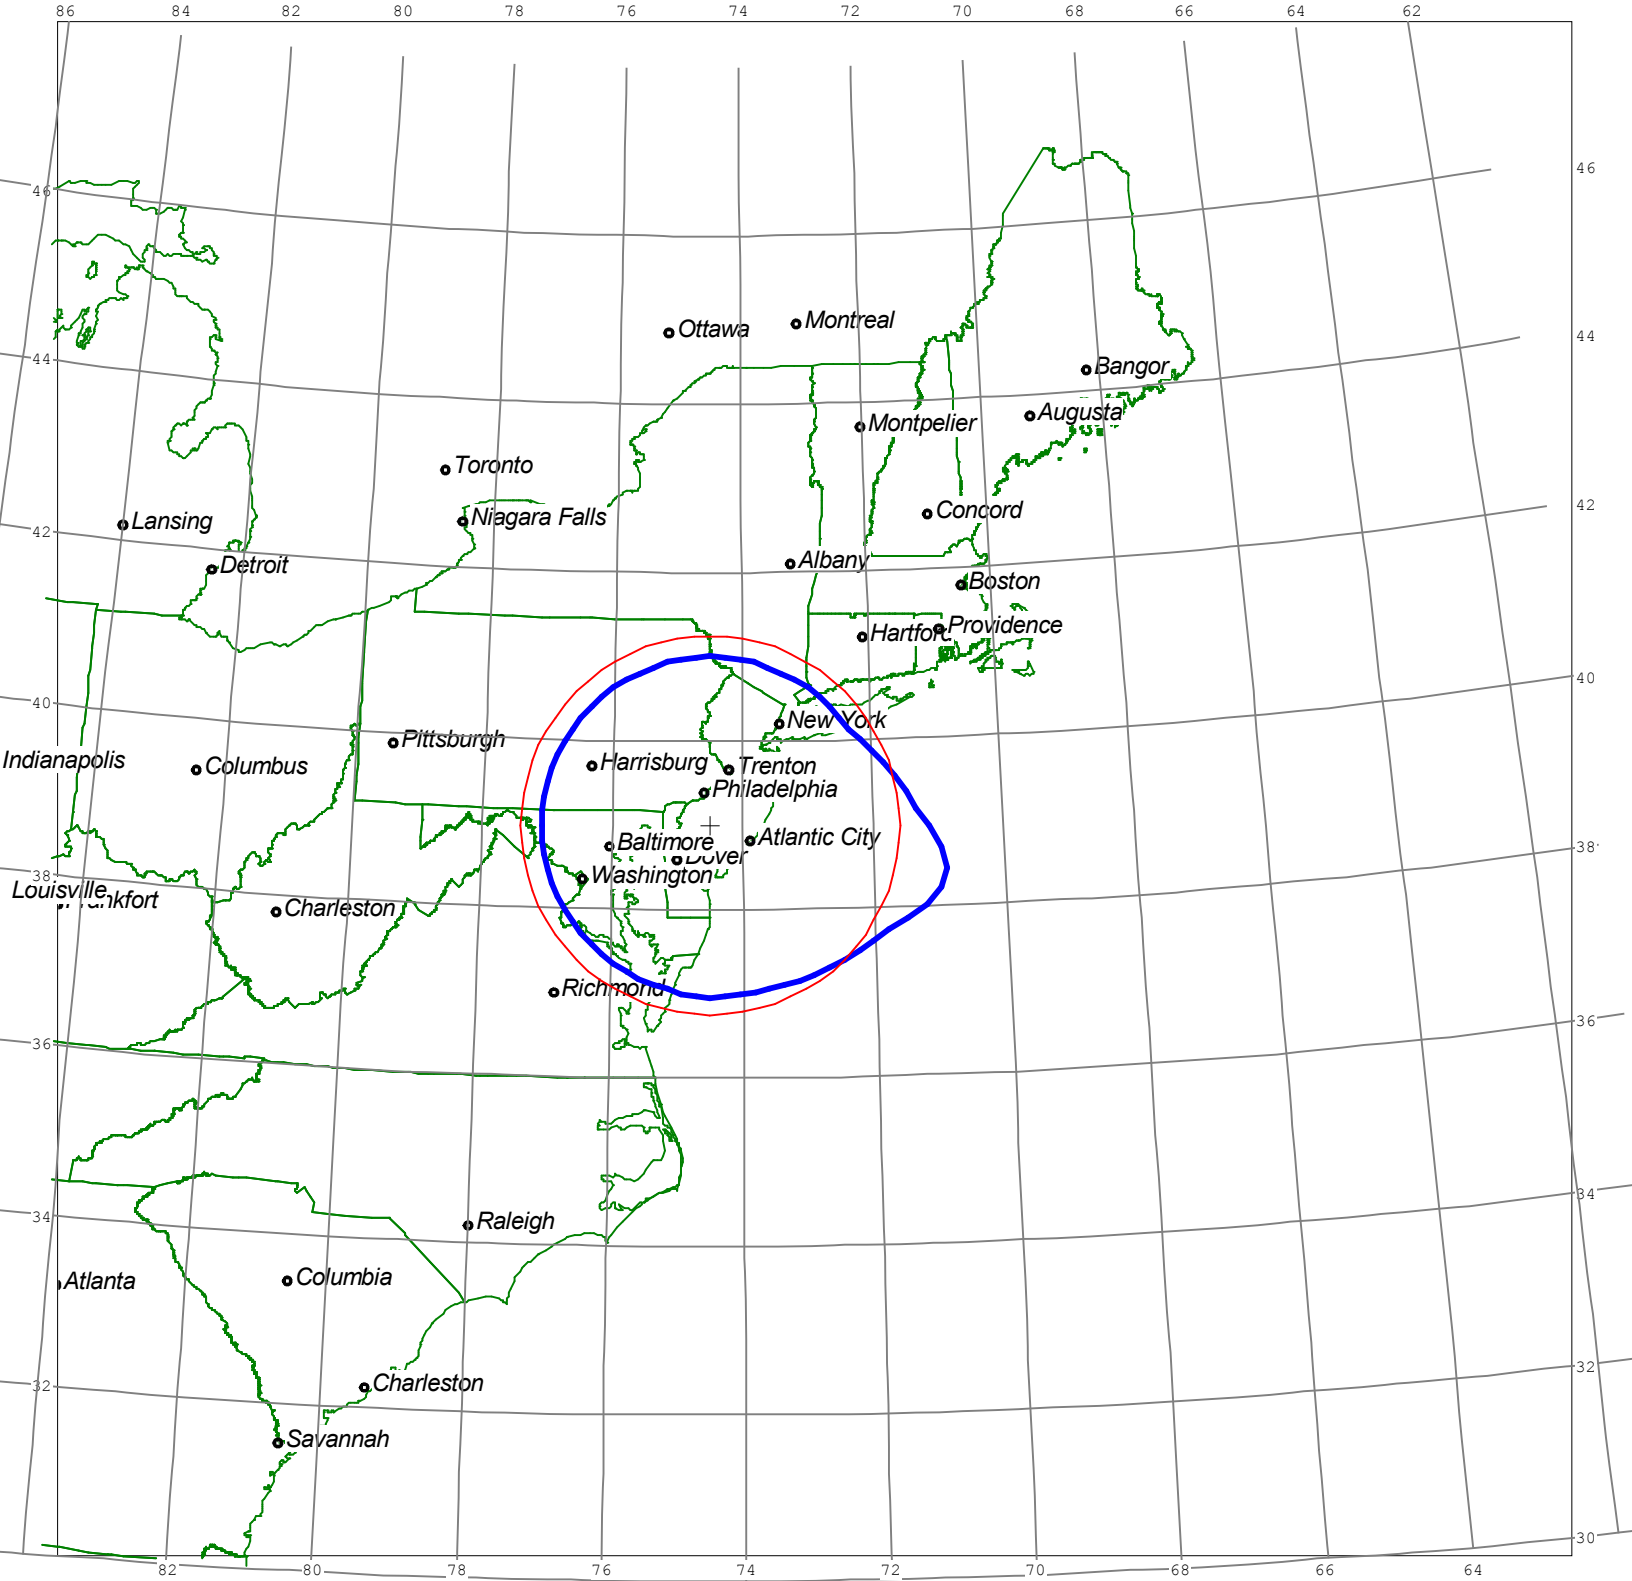 86 84 82 80 78 76 74 72 70 68 66 64 62
46
46
Ottawa
Montreal
44
44
Bangor
Augusta
Montpelier
Toronto
Niagara Falls
Concord
42
Lansing
42
Albany
Detroit
Boston
Providence
Hartford
40
40
New York
Pittsburgh
Indianapolis
Columbus
Harrisburg
Trenton
Philadelphia
Atlantic City
Baltimore
38
Dover
38
Washington
Louisville
Frankfort
Charleston
Richmond
36
36
34
34
Raleigh
Columbia
Atlanta
32
32
Charleston
Savannah
30
82 80 78 76 74 72 70 68 66 64